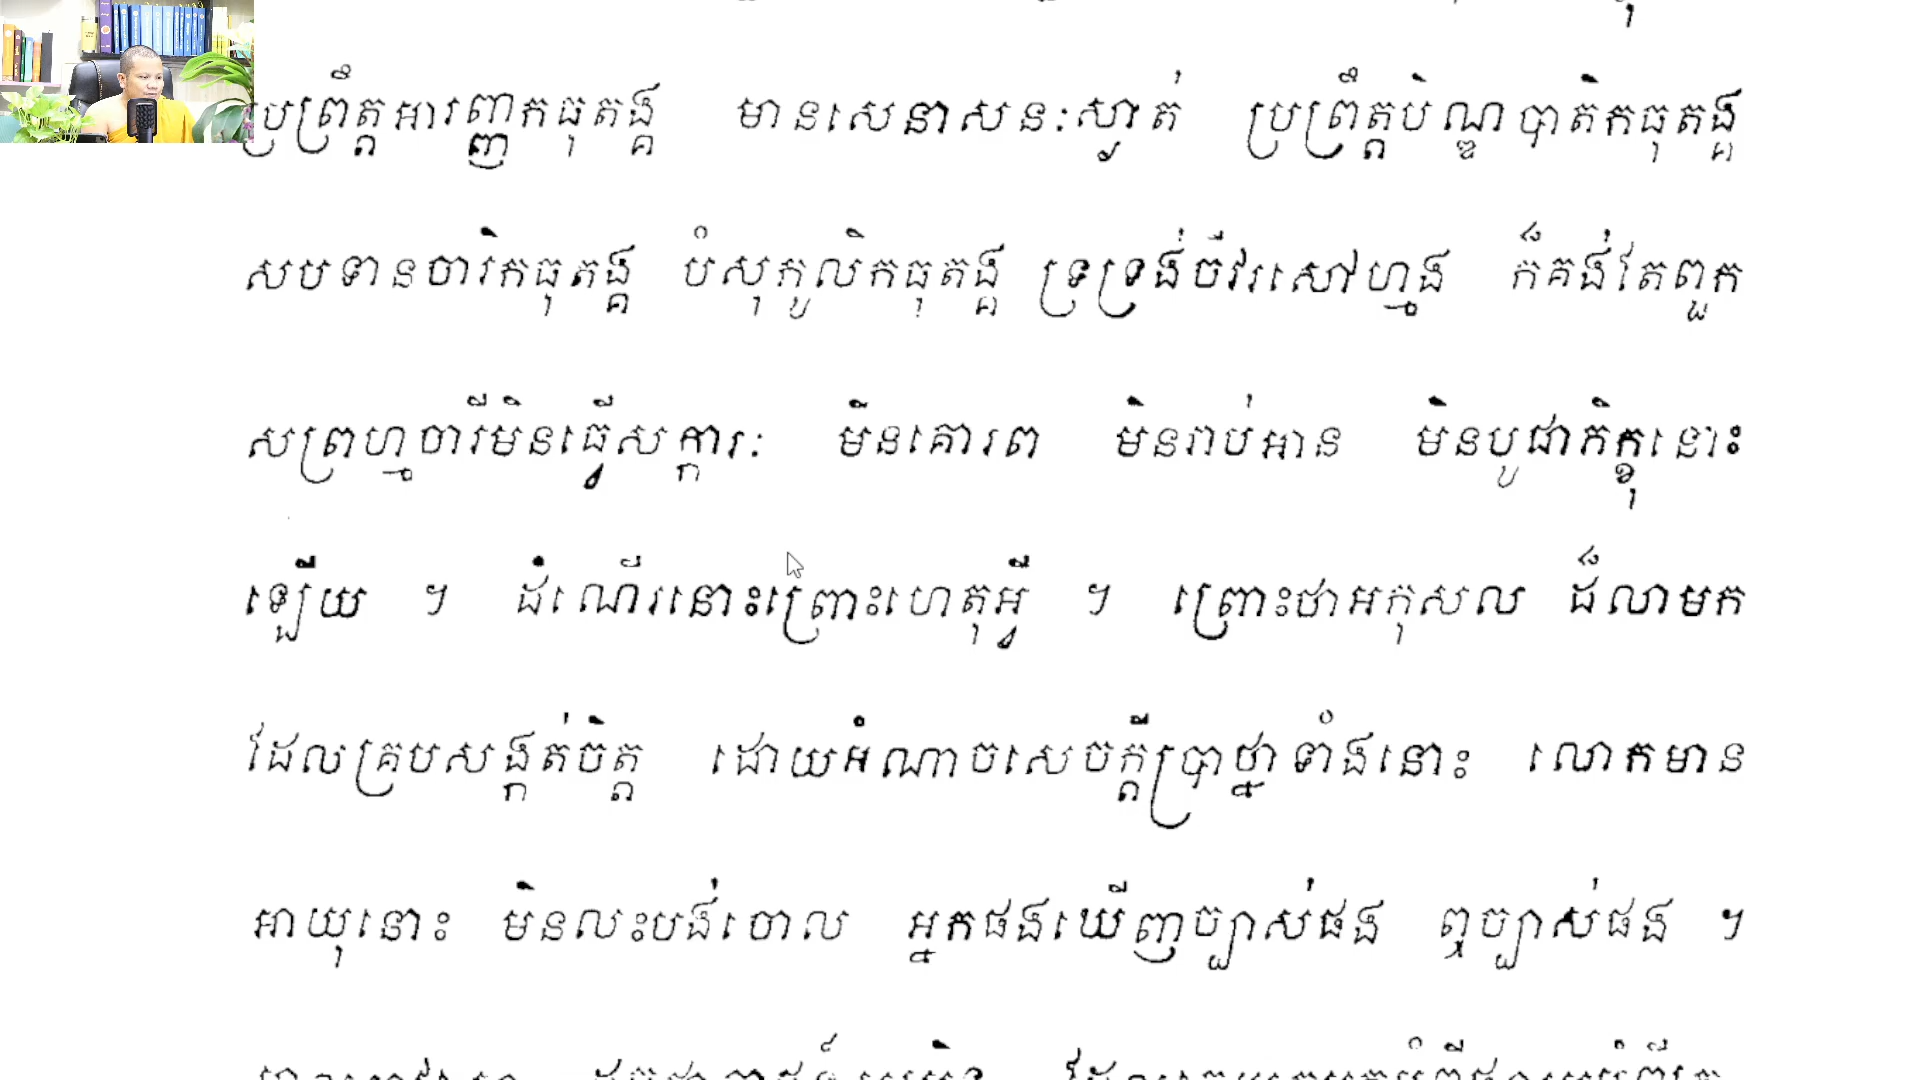 ប្រព្រឹត្តអារញ្ញកធុតង្គ មានសេនាសនៈស្ងាត់ ប្រព្រឹត្តបិណ្ឌបាតិកធុតង្គ
សបទានចារិកធុតង្គ បំសុកូលិកធុតង្គ ទ្រទ្រង់ចីវរសៅហ្មង ក៏គង់តែពួក
សព្រហ្មចារីមិនធ្វើសក្ការៈ មិនគោរព មិនរាប់អាន មិនបូជាភិក្ខុនោះ
ឡើយ ។ ដំណើរនោះព្រោះហេតុអ្វី ។ ព្រោះថាអកុសល ដ៏លាមក
ដែលគ្របសង្កត់ចិត្ត ដោយអំណាចសេចក្តីប្រាថ្នាទាំងនោះ លោកមាន
អាយុនោះ មិនលះបង់ចោល អ្នកផងឃើញច្បាស់ផង ឮច្បាស់ផង ។